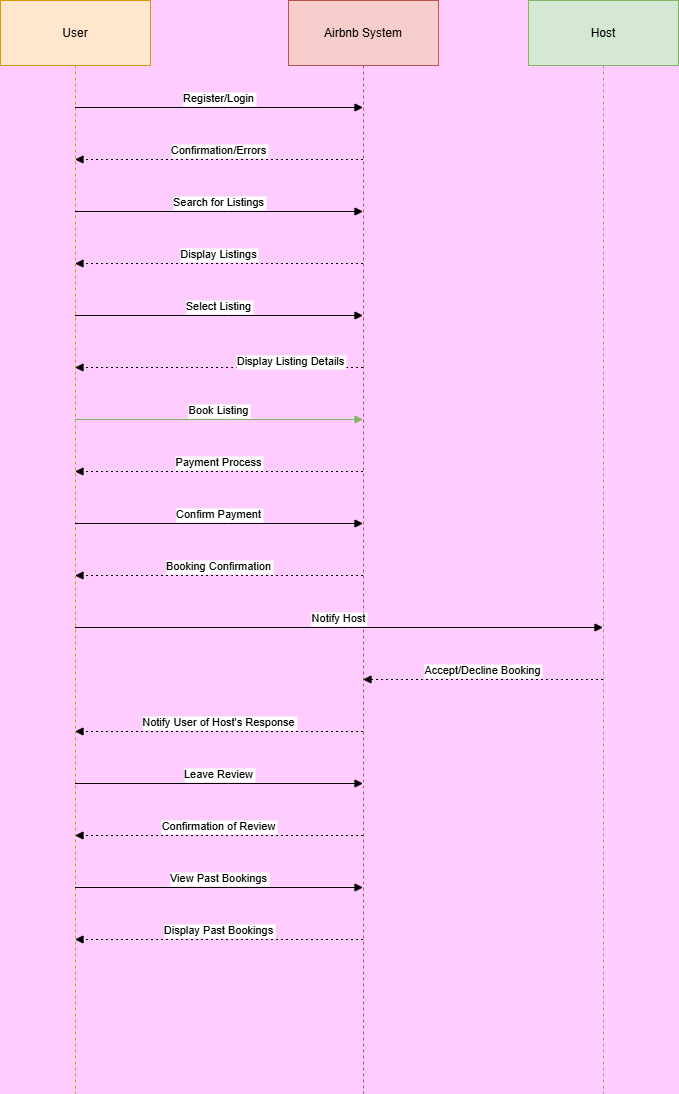 User
Airbnb System
Host
Register/Login
Confirmation/Errors
Search for Listings
Display Listings
Select Listing
Display Listing Details
Book Listing
Payment Process
Confirm Payment
Booking Confirmation
Notify Host
Accept/Decline Booking
Notify User of Host's Response
Leave Review
Confirmation of Review
View Past Bookings
Display Past Bookings